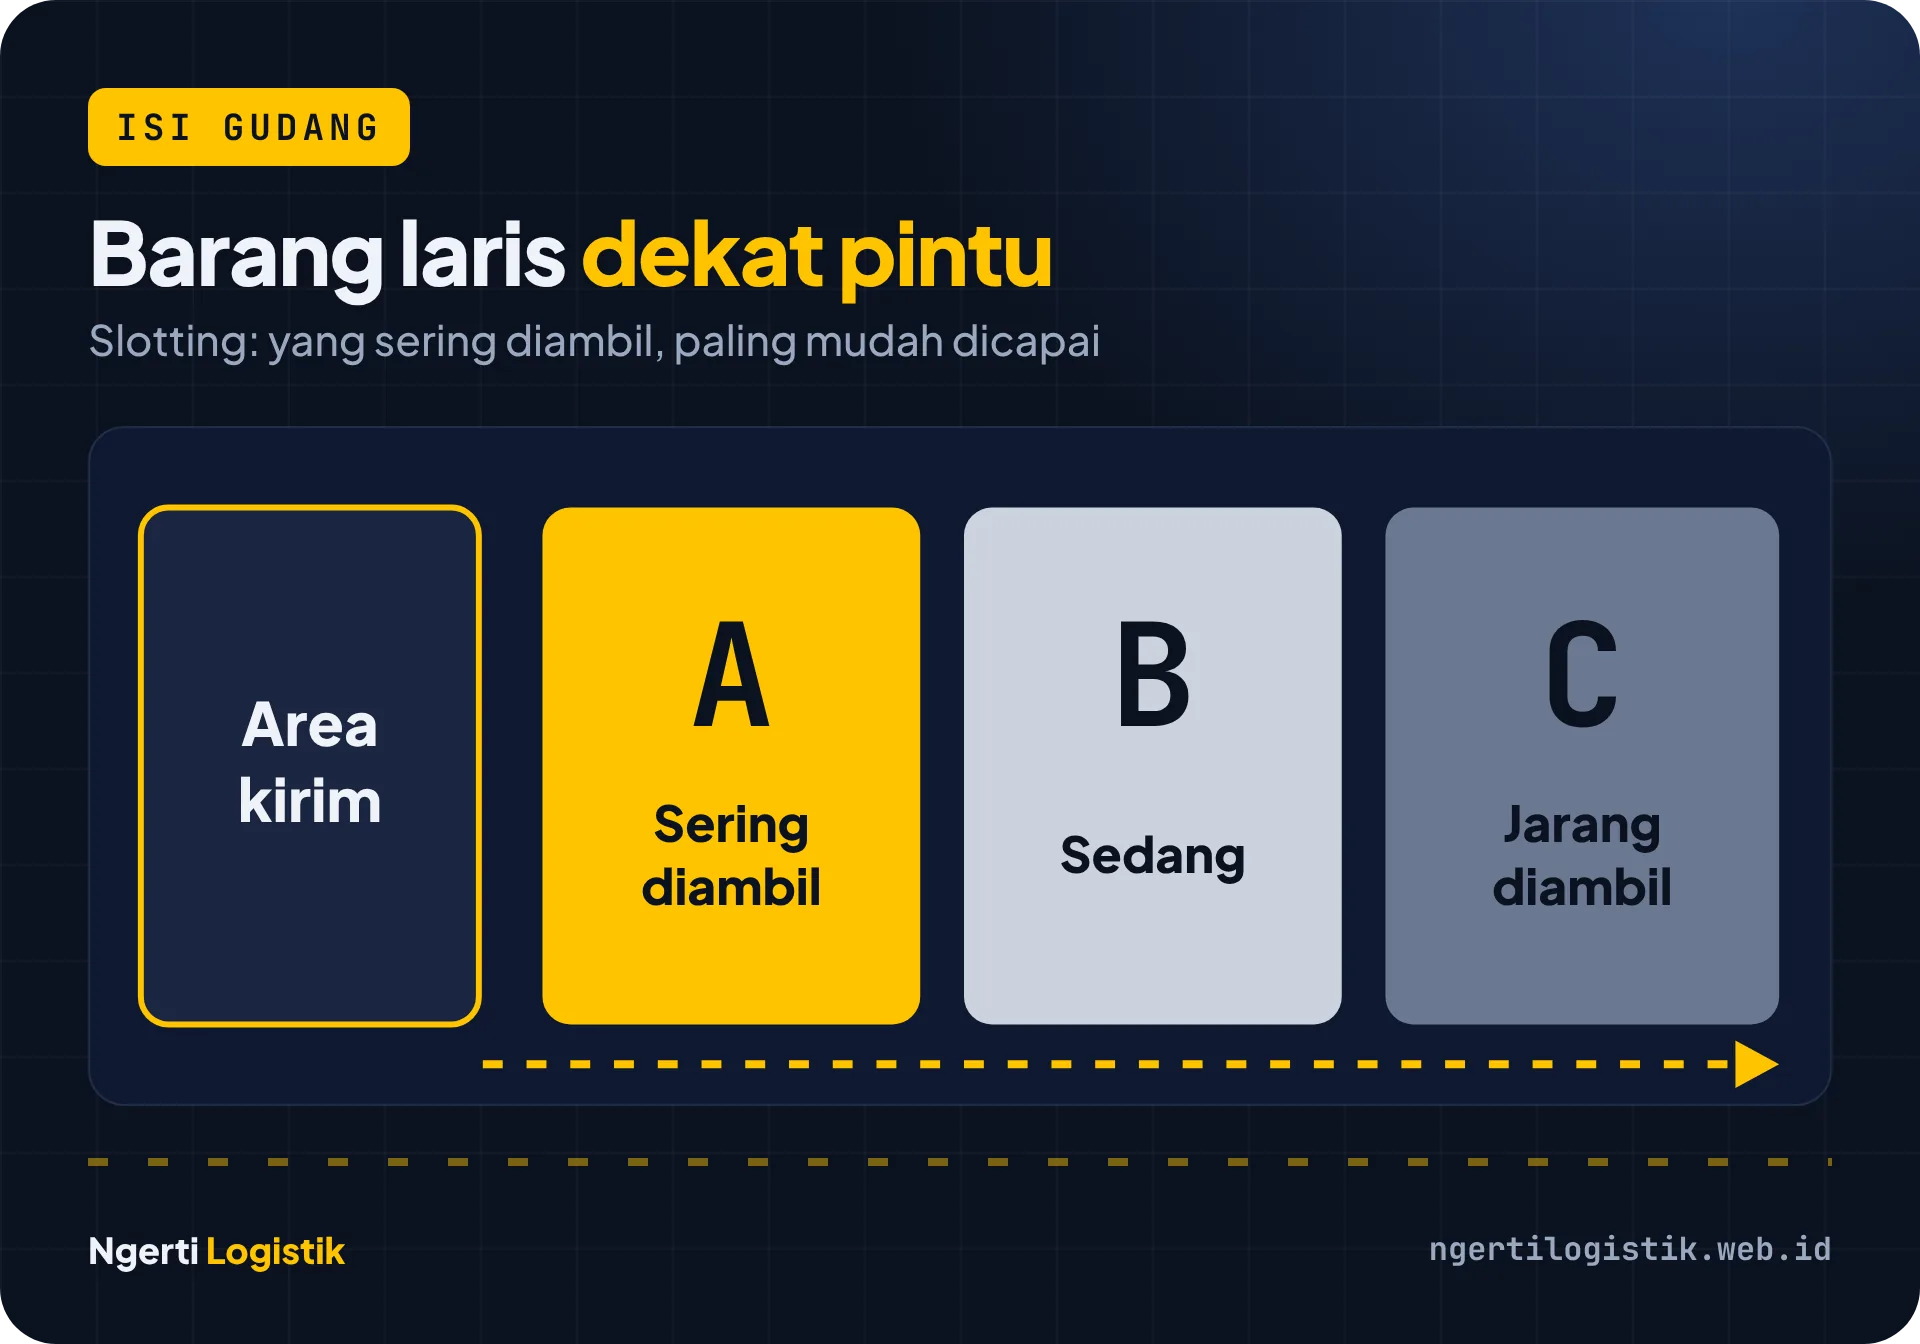 ISI GUDANG
Barang laris dekat pintu
Slotting: yang sering diambil, paling mudah dicapai
Area
kirim
A
Sering
diambil
B
Sedang
C
Jarang
diambil
Ngerti Logistik
ngertilogistik.web.id